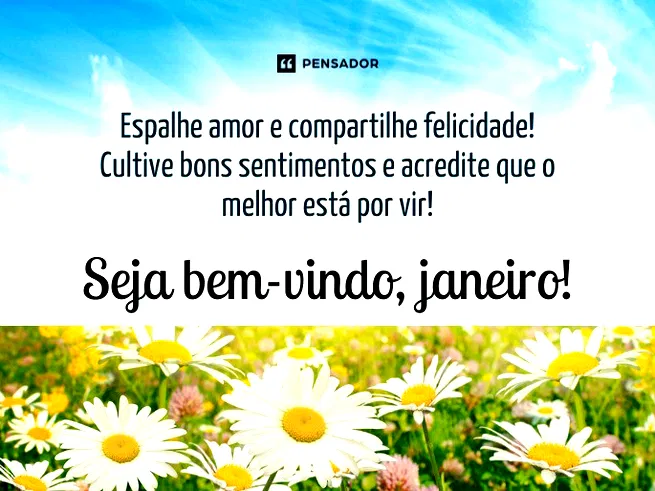 PENSADOR
Espalhe amor e compartilhe felicidade!
Cultive bons sentimentos e acredite que o
melhor está por vir!
Seja bem-vindo, janeiro!